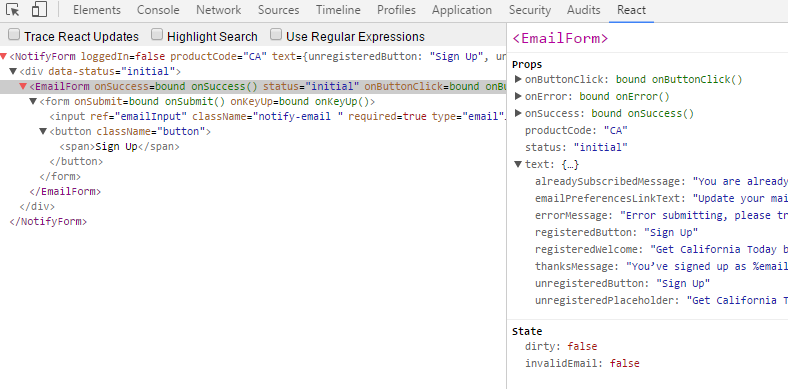 Elements Console Sources Network Timeline Profiles Application Security Audits React
Trace React Updates Highlight Search Use Regular Expressions
<NotifyForm loggedIn=false productCode="CA" text={unregisteredButton: "Sign Up", un
<div data-status="initial">
<EmailForm onSuccess=bound onSuccess() status="initial" onButtonClick=bound onBu
<form onSubmit=bound onSubmit() onKeyUp=bound onKeyUp()>
<input ref="emailInput" className="notify-email " required=true type="email"
<button className="button">
<span>Sign Up</span>
</button>
</form>
</EmailForm>
</div>
</NotifyForm>
<EmailForm>
Props
onButtonClick: bound onButtonClick()
onError: bound onError()
onSuccess: bound onSuccess()
productCode: "CA"
status: "initial"
text: {…}
alreadySubscribedMessage: "You are already
emailPreferencesLinkText: "Update your mai
errorMessage: "Error submitting, please tr
registeredButton: "Sign Up"
registeredWelcome: "Get California Today b
thanksMessage: "You’ve signed up as %email
unregisteredButton: "Sign Up"
unregisteredPlaceholder: "Get California T
State
dirty: false
invalidEmail: false